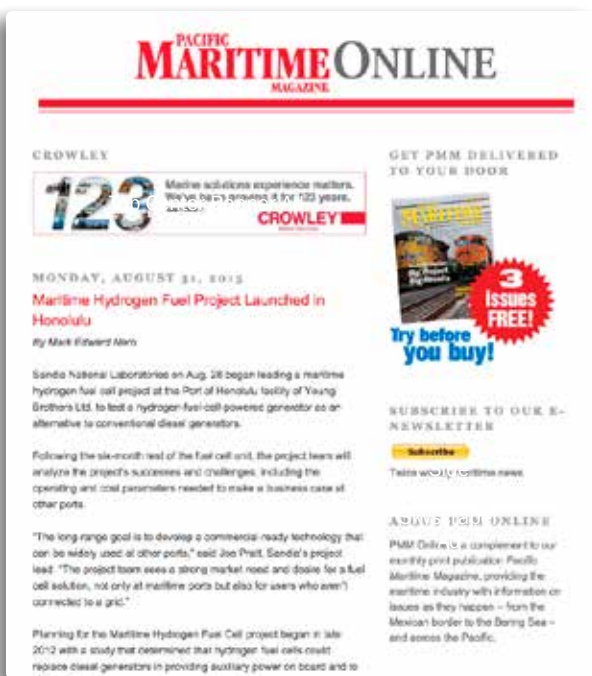 PACIFIC
MARITIME ONLINE
MAGAZINE
CROWLEY
123
Marine solutions experience matters.
We've been proving it for 123 years.
CROWLEY
MONDAY, AUGUST 31, 2015
Maritime Hydrogen Fuel Project Launched in
Honolulu
By Mark Edward Nero
Sandia National Laboratories on Aug. 28 began leading a maritime
hydrogen fuel cell project at the Port of Honolulu facility of Young
Brothers Ltd. to test a hydrogen-fuel-cell-powered generator as an
alternative to conventional diesel generators.
Following the six-month test of the fuel cell unit, the project team will
analyze the project's successes and challenges, including the
operating and cost parameters needed to make a business case at
other ports.
"The long-range goal is to develop a commercial-ready technology that
can be widely used at other ports," said Joe Pratt, Sandia's project
lead. "The project team sees a strong market need and desire for a fuel
cell solution, not only at maritime ports but also for users who aren't
connected to a grid."
Planning for the Maritime Hydrogen Fuel Cell project began in late
2012 with a study that determined that hydrogen fuel cells could
replace diesel generators in providing auxiliary power on board and to
GET PMM DELIVERED
TO YOUR DOOR
MARITIME
3
Issues
FREE!
Try before
you buy!
SUBSCRIBE TO OUR E-
NEWSLETTER
Subscribe
Twice weekly maritime news
ABOUT PMM ONLINE
PMM Online is a complement to our
monthly print publication Pacific
Maritime Magazine, providing the
maritime industry with information on
issues as they happen – from the
Mexican border to the Bering Sea –
and across the Pacific.